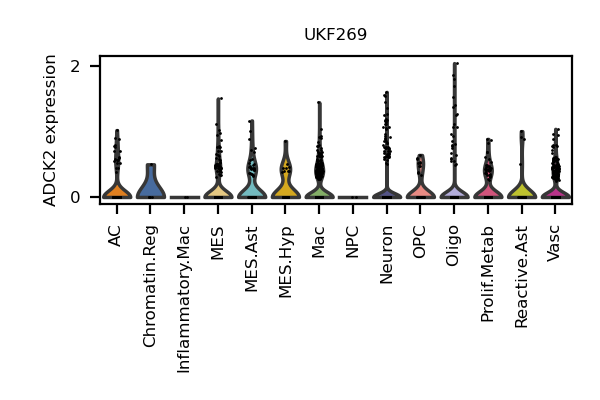 UKF269
ADCK2 expression
2
0
AC
Chromatin.Reg
Inflammatory.Mac
MES
MES.Ast
MES.Hyp
Mac
NPC
Neuron
OPC
Oligo
Prolif.Metab
Reactive.Ast
Vasc